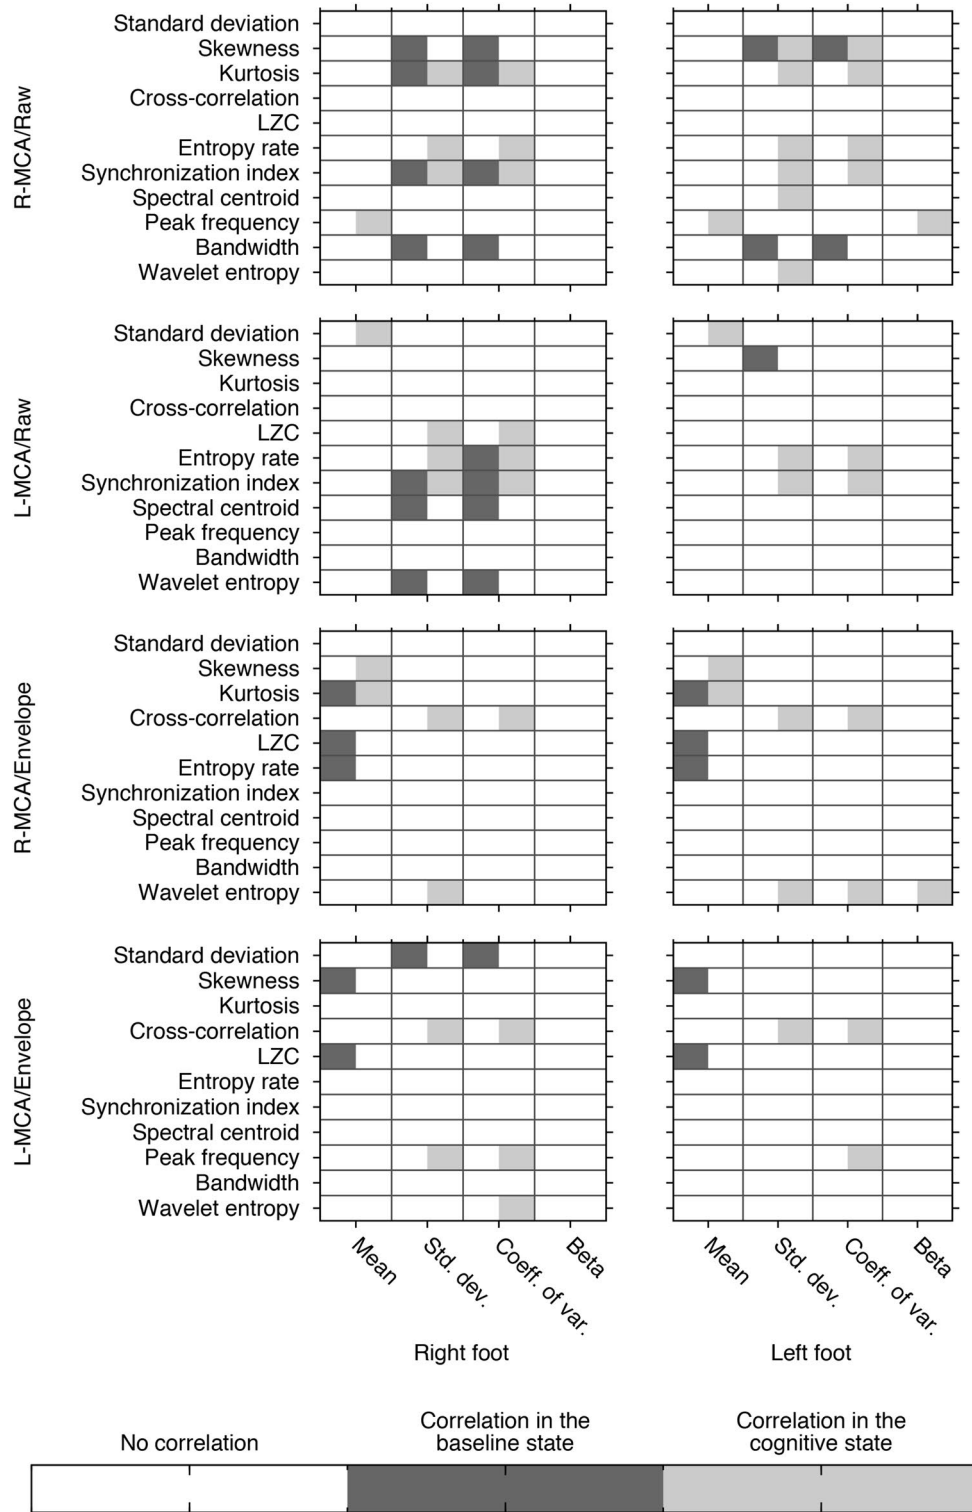 R-MCA/Raw
Standard deviation
Skewness
Kurtosis
Cross-correlation
LZC
Entropy rate
Synchronization index
Spectral centroid
Peak frequency
Bandwidth
Wavelet entropy
L-MCA/Raw
Standard deviation
Skewness
Kurtosis
Cross-correlation
LZC
Entropy rate
Synchronization index
Spectral centroid
Peak frequency
Bandwidth
Wavelet entropy
R-MCA/Envelope
Standard deviation
Skewness
Kurtosis
Cross-correlation
LZC
Entropy rate
Synchronization index
Spectral centroid
Peak frequency
Bandwidth
Wavelet entropy
L-MCA/Envelope
Standard deviation
Skewness
Kurtosis
Cross-correlation
LZC
Entropy rate
Synchronization index
Spectral centroid
Peak frequency
Bandwidth
Wavelet entropy
Mean
Std. dev.
Coeff. of var.
Beta
Mean
Std. dev.
Coeff. of var.
Beta
Right foot
Left foot
No correlation
Correlation in the
baseline state
Correlation in the
cognitive state